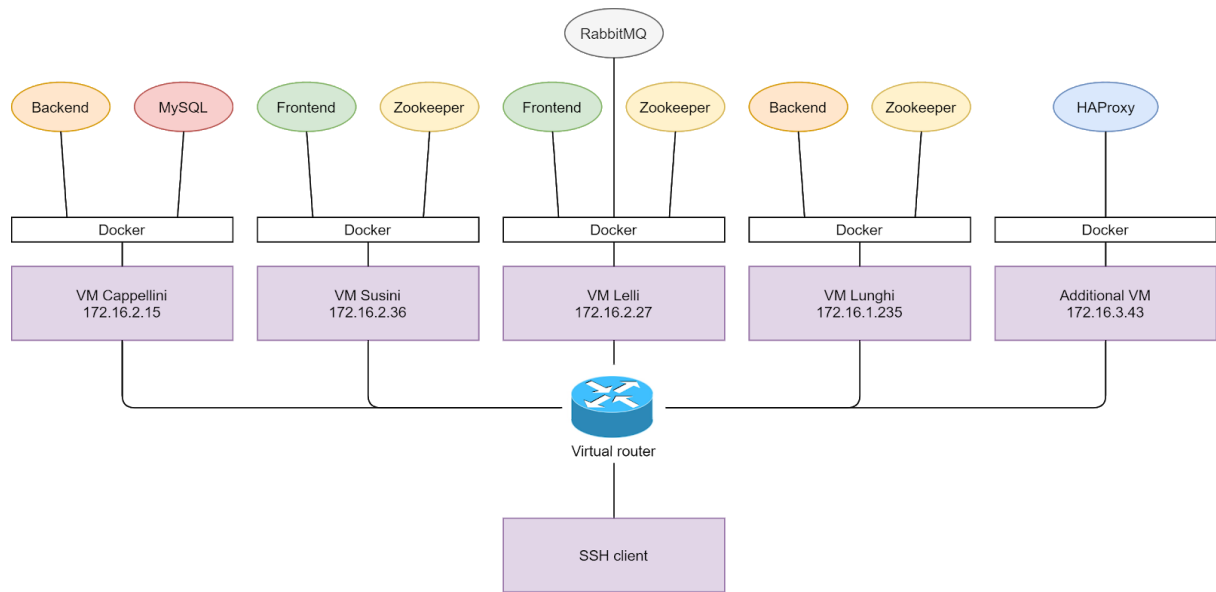 RabbitMQ
Backend
MySQL
Frontend
Zookeeper
Frontend
Zookeeper
Backend
Zookeeper
HAProxy
Docker
Docker
Docker
Docker
Docker
VM Cappellini
172.16.2.15
VM Susini
172.16.2.36
VM Lelli
172.16.2.27
VM Lunghi
172.16.1.235
Additional VM
172.16.3.43
Virtual router
SSH client